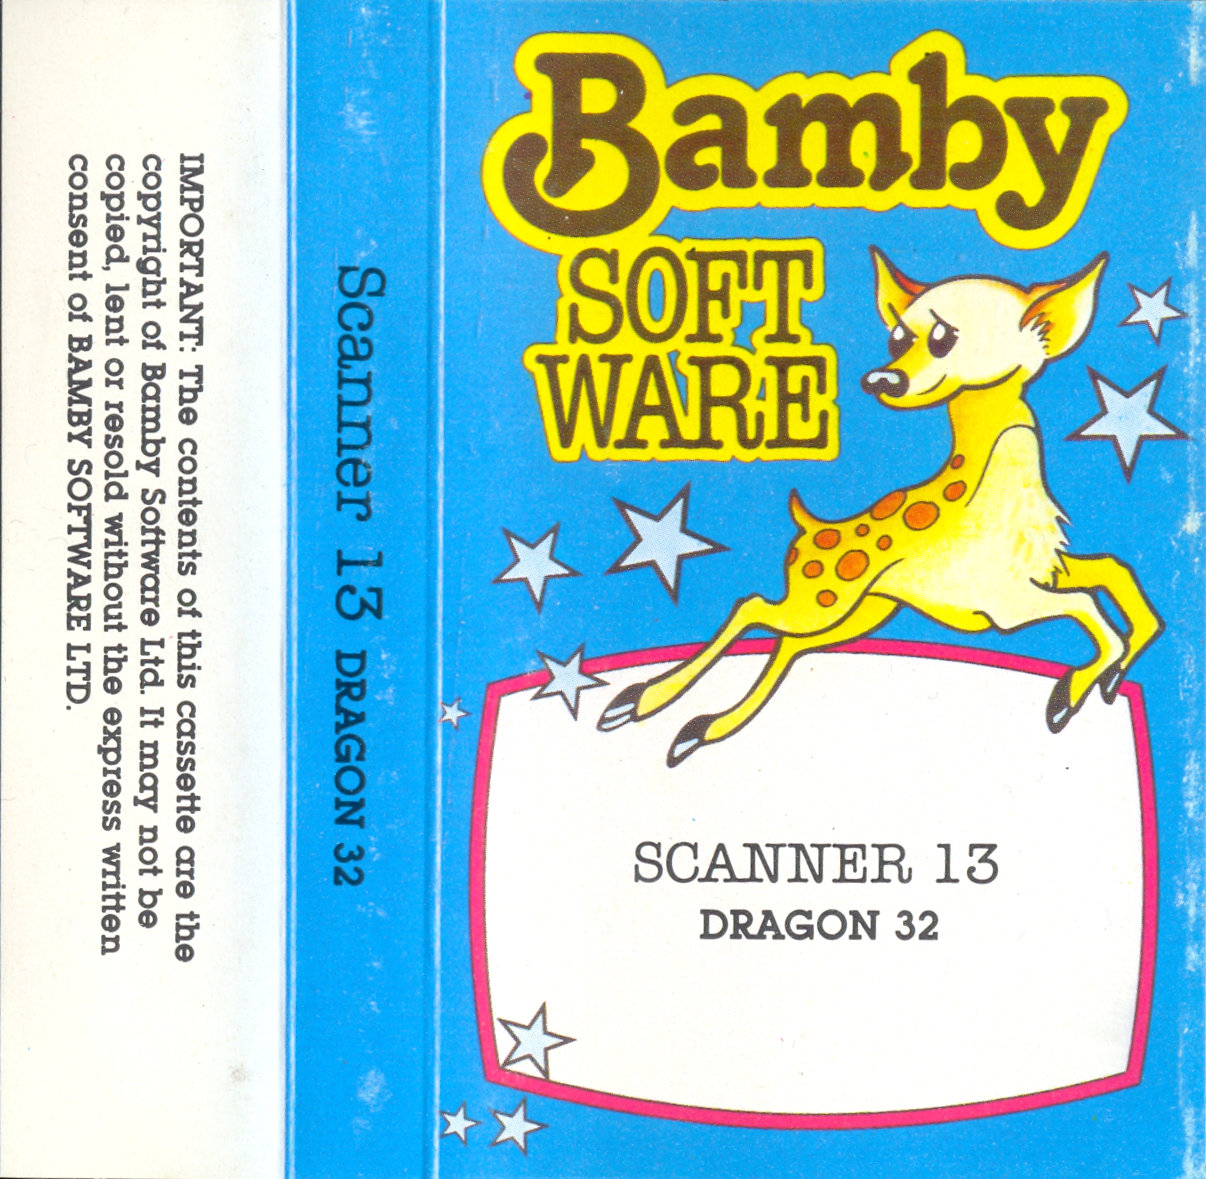 IMPORTANT: The contents of this cassette are the
copyright of Bamby Software Ltd. It may not be
copied, lent or resold without the express written
consent of BAMBY SOFTWARE LTD.
Scanner 13 DRAGON 32
Bamby
SOFT
WARE
SCANNER 13
DRAGON 32